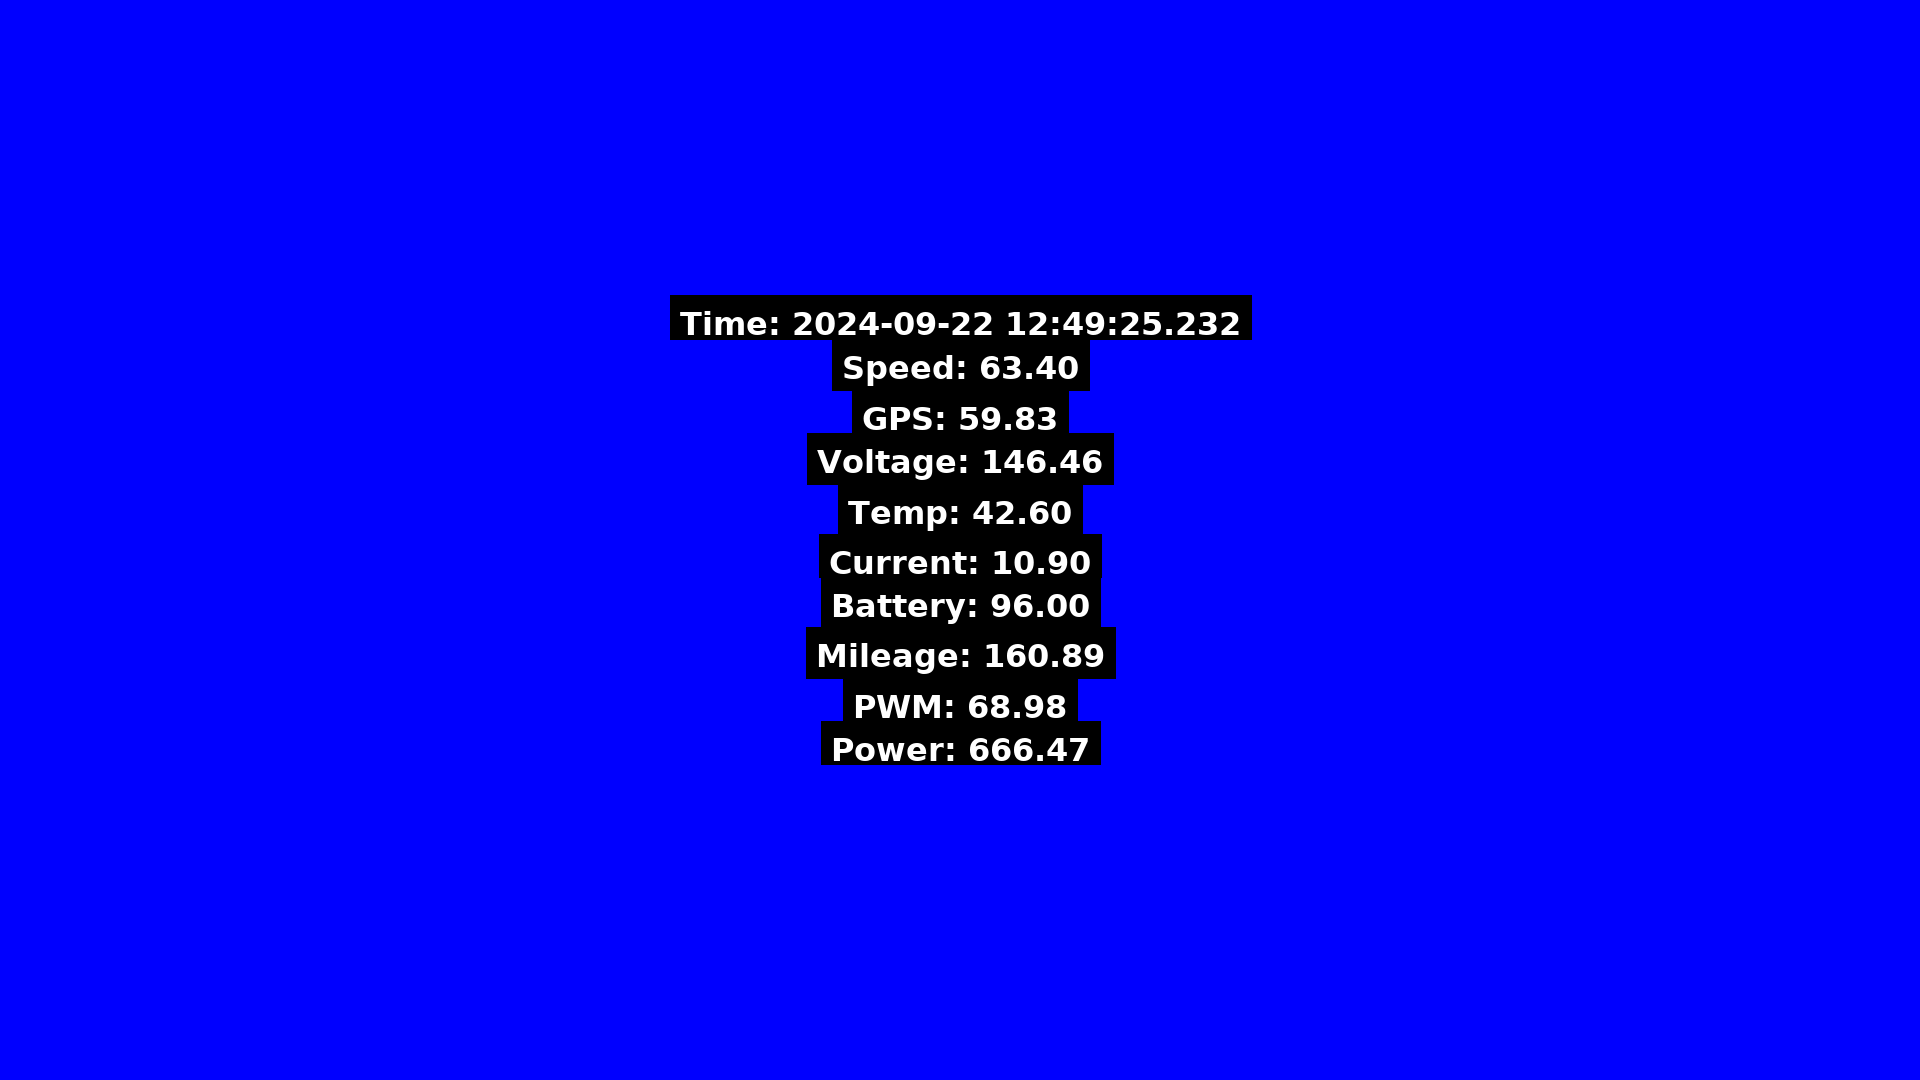 Time: 2024-09-22 12:49:25.232
Speed: 63.40
GPS: 59.83
Voltage: 146.46
Temp: 42.60
Current: 10.90
Battery: 96.00
Mileage: 160.89
PWM: 68.98
Power: 666.47